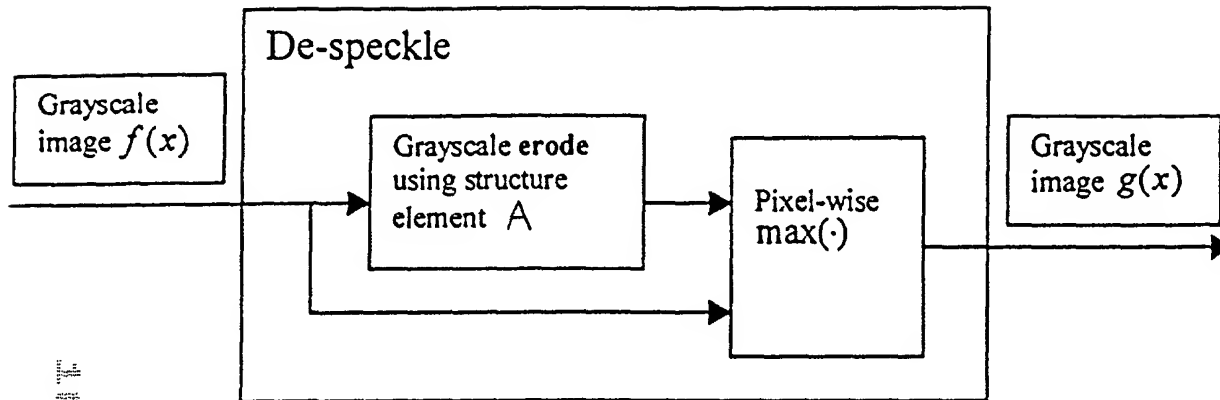 De-speckle
Grayscale
image f(x)
Grayscale erode
using structure
element A
Pixel-wise
max(·)
Grayscale
image g(x)